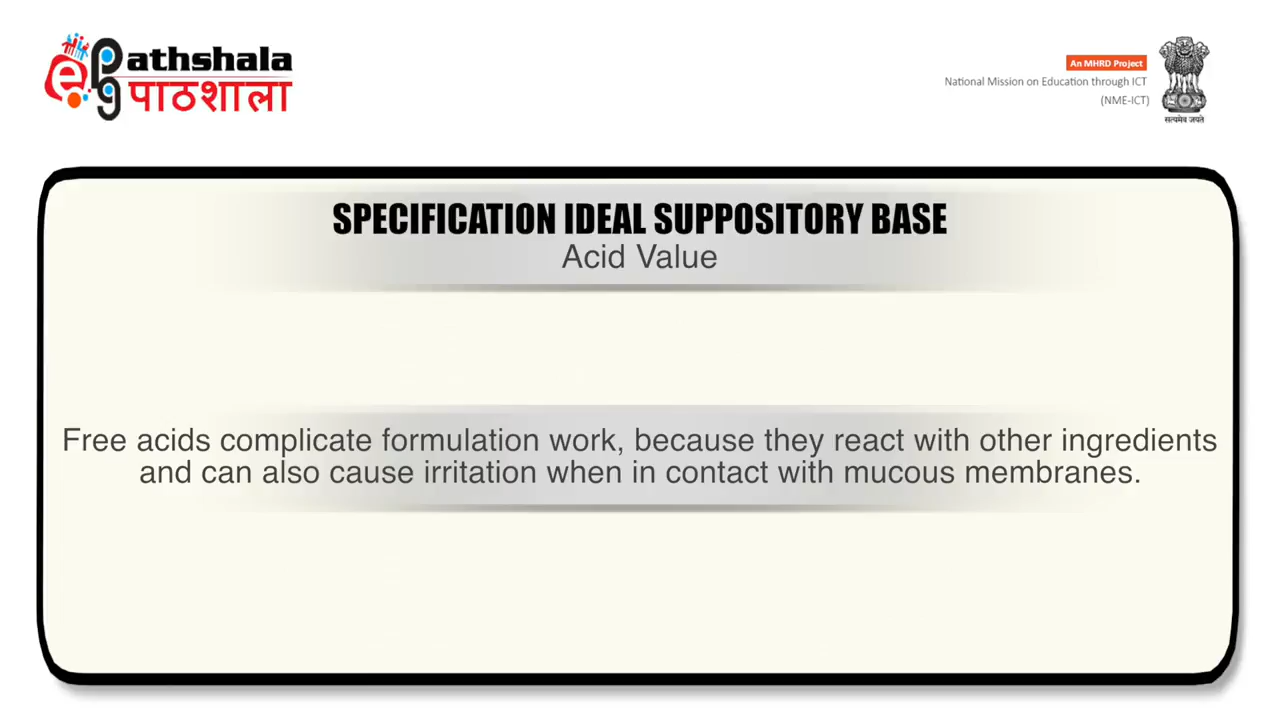 ePG Pathshala
पाठशाला
An MHRD Project
National Mission on Education through ICT
(NME-ICT)
सत्यमेव जयते
SPECIFICATION IDEAL SUPPOSITORY BASE
Acid Value
Free acids complicate formulation work, because they react with other ingredients
and can also cause irritation when in contact with mucous membranes.